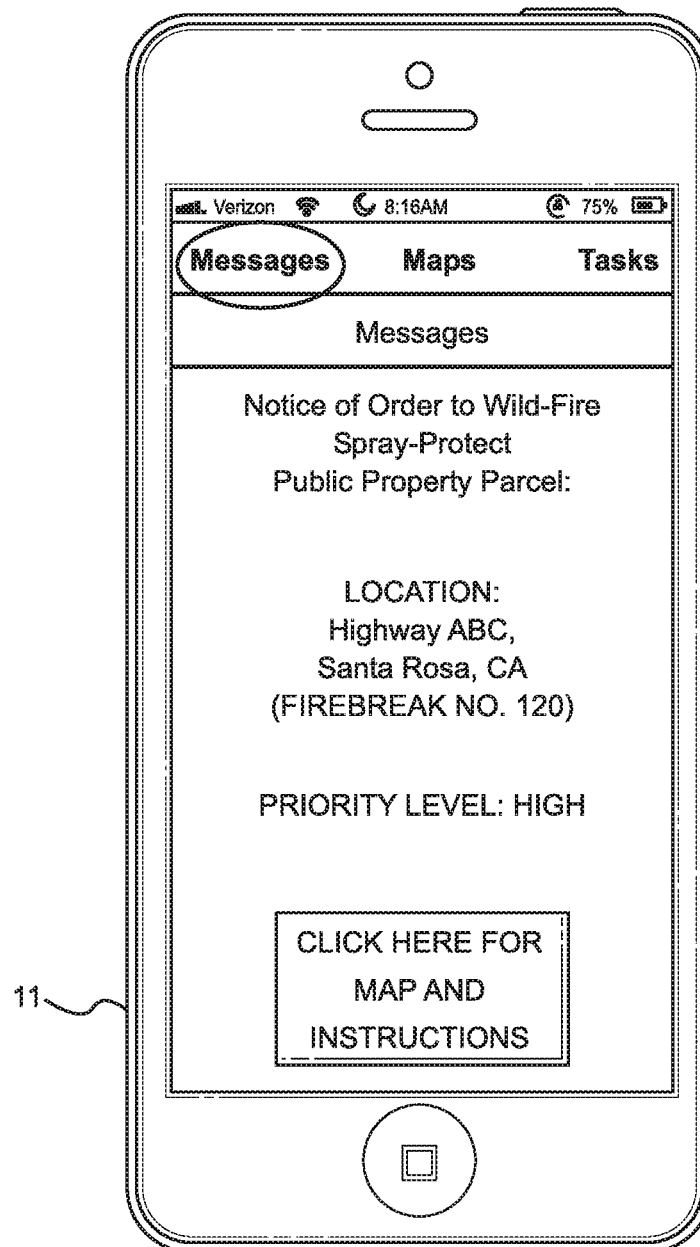 Verizon 8:16AM 75%
Messages Maps Tasks
Messages
Notice of Order to Wild-Fire
Spray-Protect
Public Property Parcel:
LOCATION:
Highway ABC,
Santa Rosa, CA
(FIREBREAK NO. 120)
PRIORITY LEVEL: HIGH
CLICK HERE FOR
MAP AND
INSTRUCTIONS
11